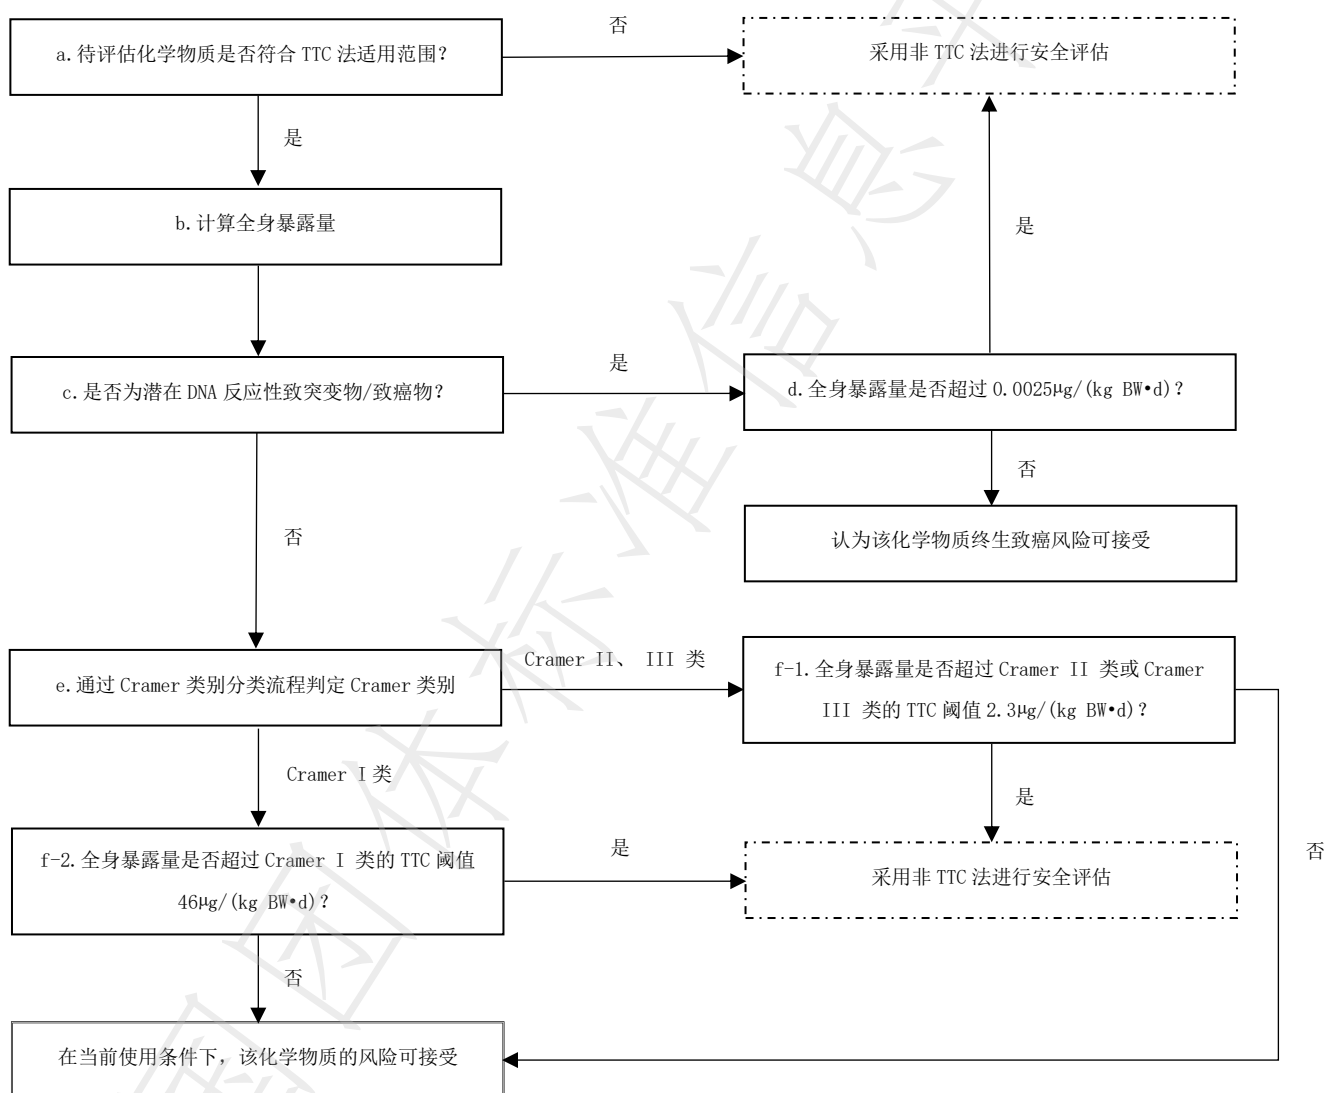 否
a.待评估化学物质是否符合 TTC 法适用范围？
采用非 TTC 法进行安全评估
是
b.计算全身暴露量
是
c.是否为潜在 DNA 反应性致突变物/致癌物？
是
d.全身暴露量是否超过 0.0025μg/(kg BW•d)？
否
认为该化学物质终生致癌风险可接受
否
e.通过 Cramer 类别分类流程判定 Cramer 类别
Cramer II、 III 类
f-1.全身暴露量是否超过 Cramer II 类或 Cramer
III 类的 TTC 阈值 2.3μg/(kg BW•d)？
Cramer I 类
是
f-2.全身暴露量是否超过 Cramer I 类的 TTC 阈值
46μg/(kg BW•d)？
是
采用非 TTC 法进行安全评估
否
否
在当前使用条件下，该化学物质的风险可接受
国团体标准信息平